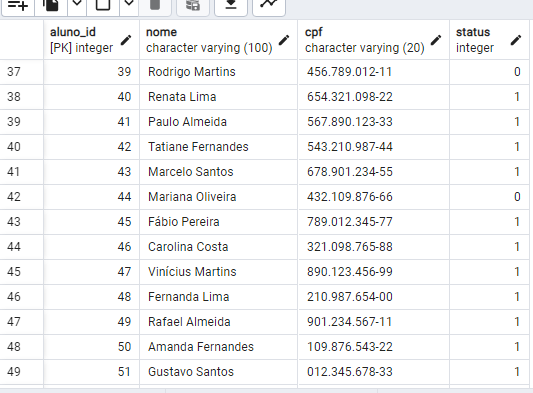 aluno_id nome cpf status
[PK] integer character varying (100) character varying (20) integer
37 39 Rodrigo Martins 456.789.012-11 0
38 40 Renata Lima 654.321.098-22 1
39 41 Paulo Almeida 567.890.123-33 1
40 42 Tatiane Fernandes 543.210.987-44 1
41 43 Marcelo Santos 678.901.234-55 1
42 44 Mariana Oliveira 432.109.876-66 0
43 45 Fábio Pereira 789.012.345-77 1
44 46 Carolina Costa 321.098.765-88 1
45 47 Vinícius Martins 890.123.456-99 1
46 48 Fernanda Lima 210.987.654-00 1
47 49 Rafael Almeida 901.234.567-11 1
48 50 Amanda Fernandes 109.876.543-22 1
49 51 Gustavo Santos 012.345.678-33 1